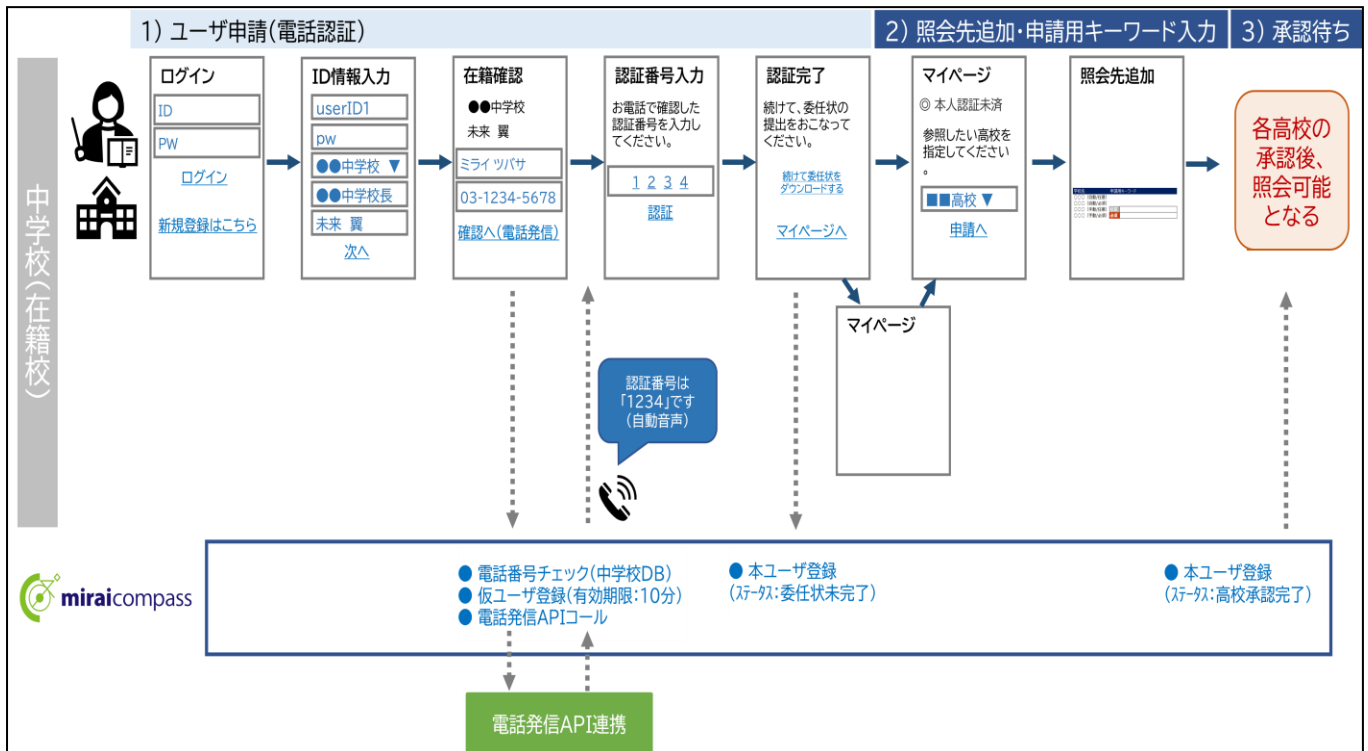 1) ユーザ申請(電話認証)
2) 照会先追加・申請用キーワード入力
3) 承認待ち
中学校(在籍校)
ログイン
ID
PW
ログイン
新規登録はこちら
ID情報入力
userID1
pw
●●中学校 ▼
●●中学校長
未来 翼
次へ
在籍確認
●●中学校
未来 翼
ミライ ツバサ
03-1234-5678
確認へ(電話発信)
認証番号入力
お電話で確認した
認証番号を入力し
てください。
1 2 3 4
認証
認証完了
続けて、委任状の
提出をおこなって
ください。
続けて委任状を
ダウンロードする
マイページへ
マイページ
◎ 本人認証未済
参照したい高校を
指定してください
。
■■高校 ▼
申請へ
照会先追加
各高校の
承認後、
照会可能
となる
マイページ
認証番号は
「1234」です
(自動音声)
miraicompass
● 電話番号チェック(中学校DB)
● 仮ユーザ登録(有効期限:10分)
● 電話発信APIコール
● 本ユーザ登録
(ステータス:委任状未完了)
● 本ユーザ登録
(ステータス:高校承認完了)
電話発信API連携